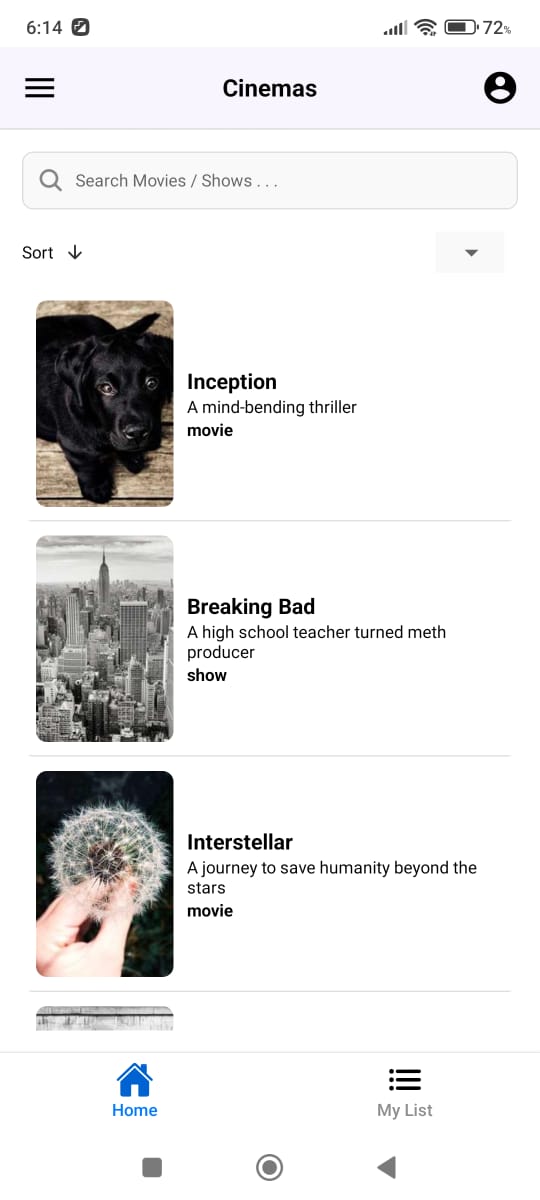 6:14
72%
Cinemas
Search Movies / Shows . . .
Sort
Inception
A mind-bending thriller
movie
Breaking Bad
A high school teacher turned meth
producer
show
Interstellar
A journey to save humanity beyond the
stars
movie
Home
My List